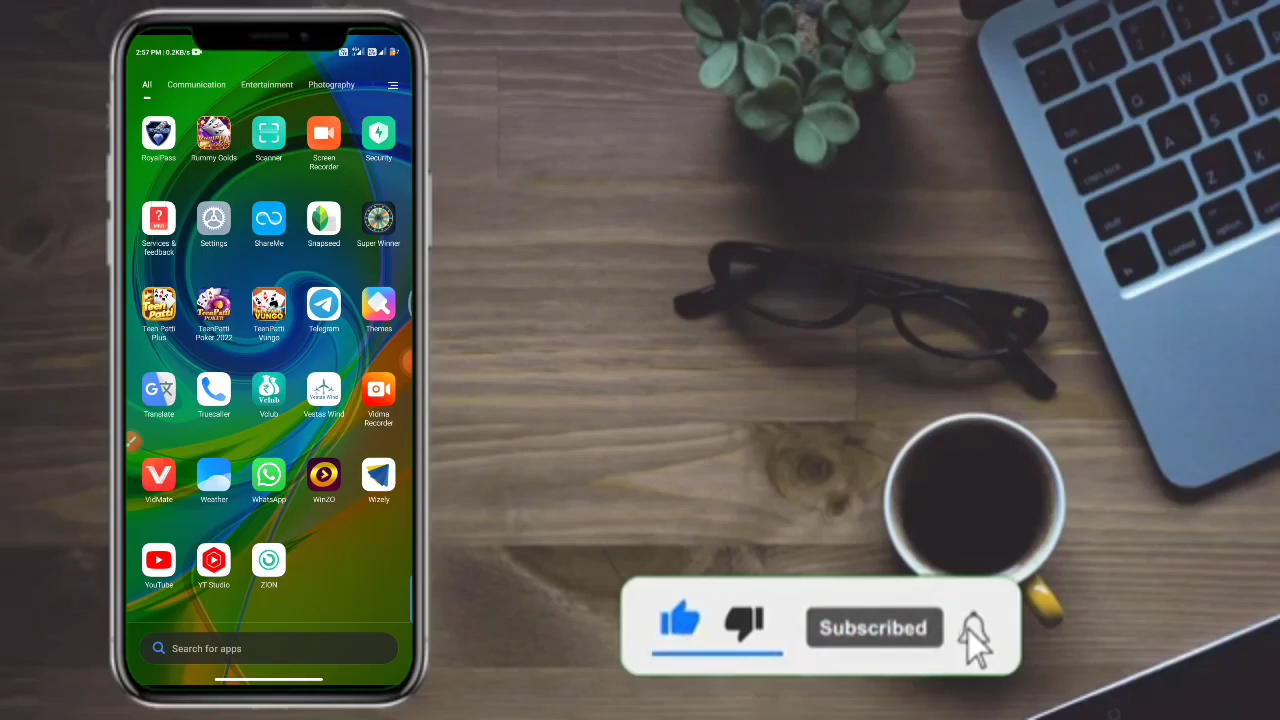 2:57 PM | 0.2KB/s
All Communication Entertainment Photography
RoyalPass Rummy Golds Scanner Screen Recorder Security
Services & feedback Settings ShareMe Snapseed Super Winner
Teen Patti Plus TeenPatti Poker 2022 TeenPatti Vungo Telegram Themes
Translate Truecaller Vclub Vestas Wind Vidma Recorder
VidMate Weather WhatsApp WinZO Wizely
YouTube YT Studio ZION
Search for apps
Subscribed